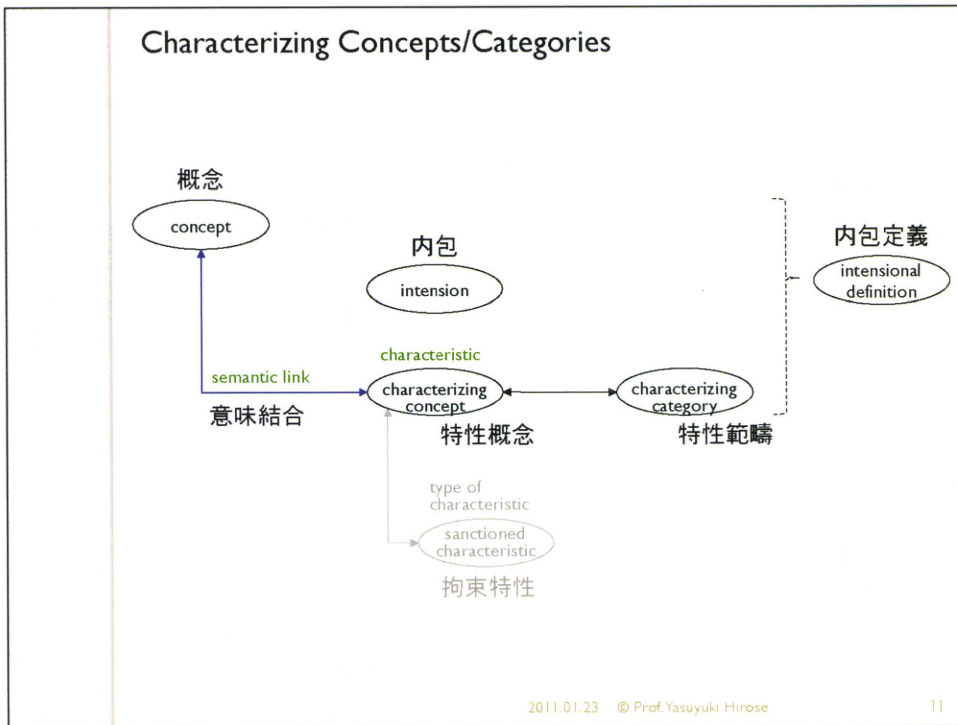 Characterizing Concepts/Categories
概念
concept
内包
intension
内包定義
intensional
definition
characteristic
semantic link
characterizing
concept
characterizing
category
意味結合
特性概念
特性範疇
type of
characteristic
sanctioned
characteristic
拘束特性
2011.01.23 © Prof. Yasuyuki Hirose
11